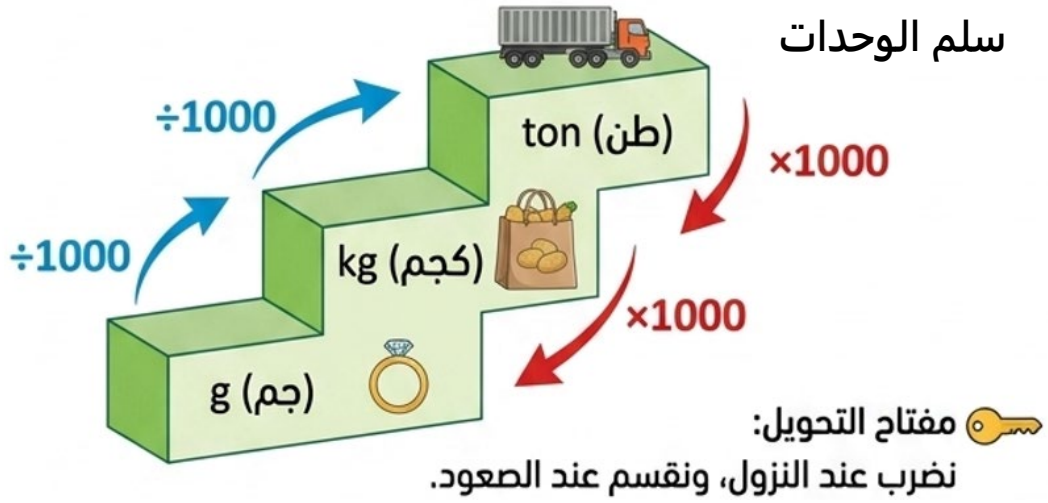 سلم الوحدات
÷1000
ton (طن)
×1000
÷1000
kg (كجم)
×1000
g (جم)
مفتاح التحويل:
نضرب عند النزول، ونقسم عند الصعود.